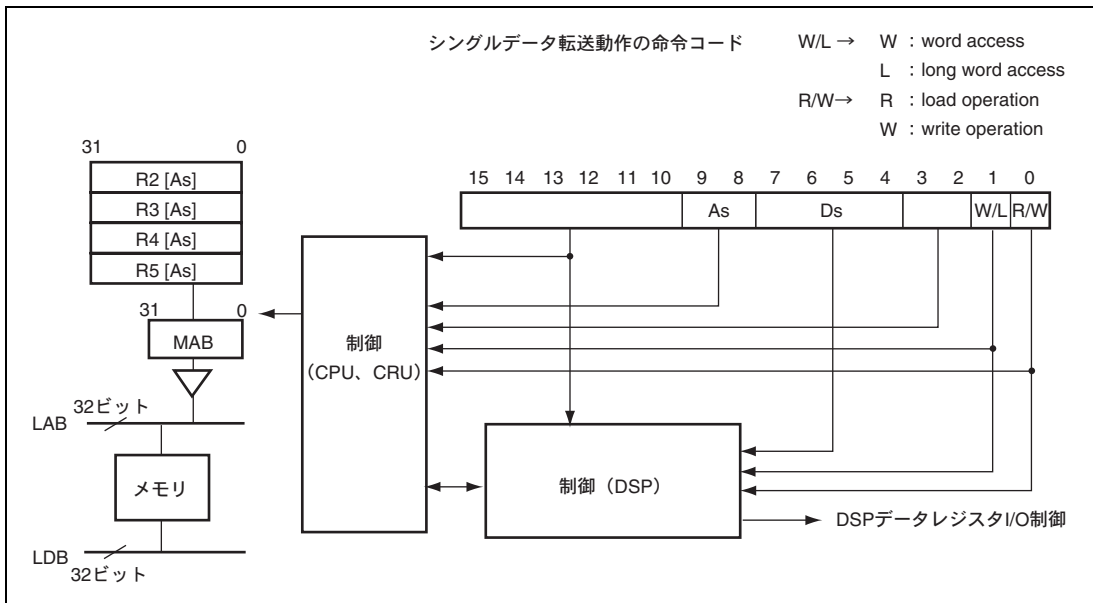 シングルデータ転送動作の命令コード W/L → W : word access
L : long word access
R/W→ R : load operation
W : write operation
31 0
R2 [As]
R3 [As]
R4 [As]
R5 [As]
31 0
MAB
32ビット
LAB
メモリ
LDB
32ビット
15 14 13 12 11 10 9 8 7 6 5 4 3 2 1 0
As Ds W/L R/W
制御
(CPU、CRU)
制御（DSP）
DSPデータレジスタI/O制御